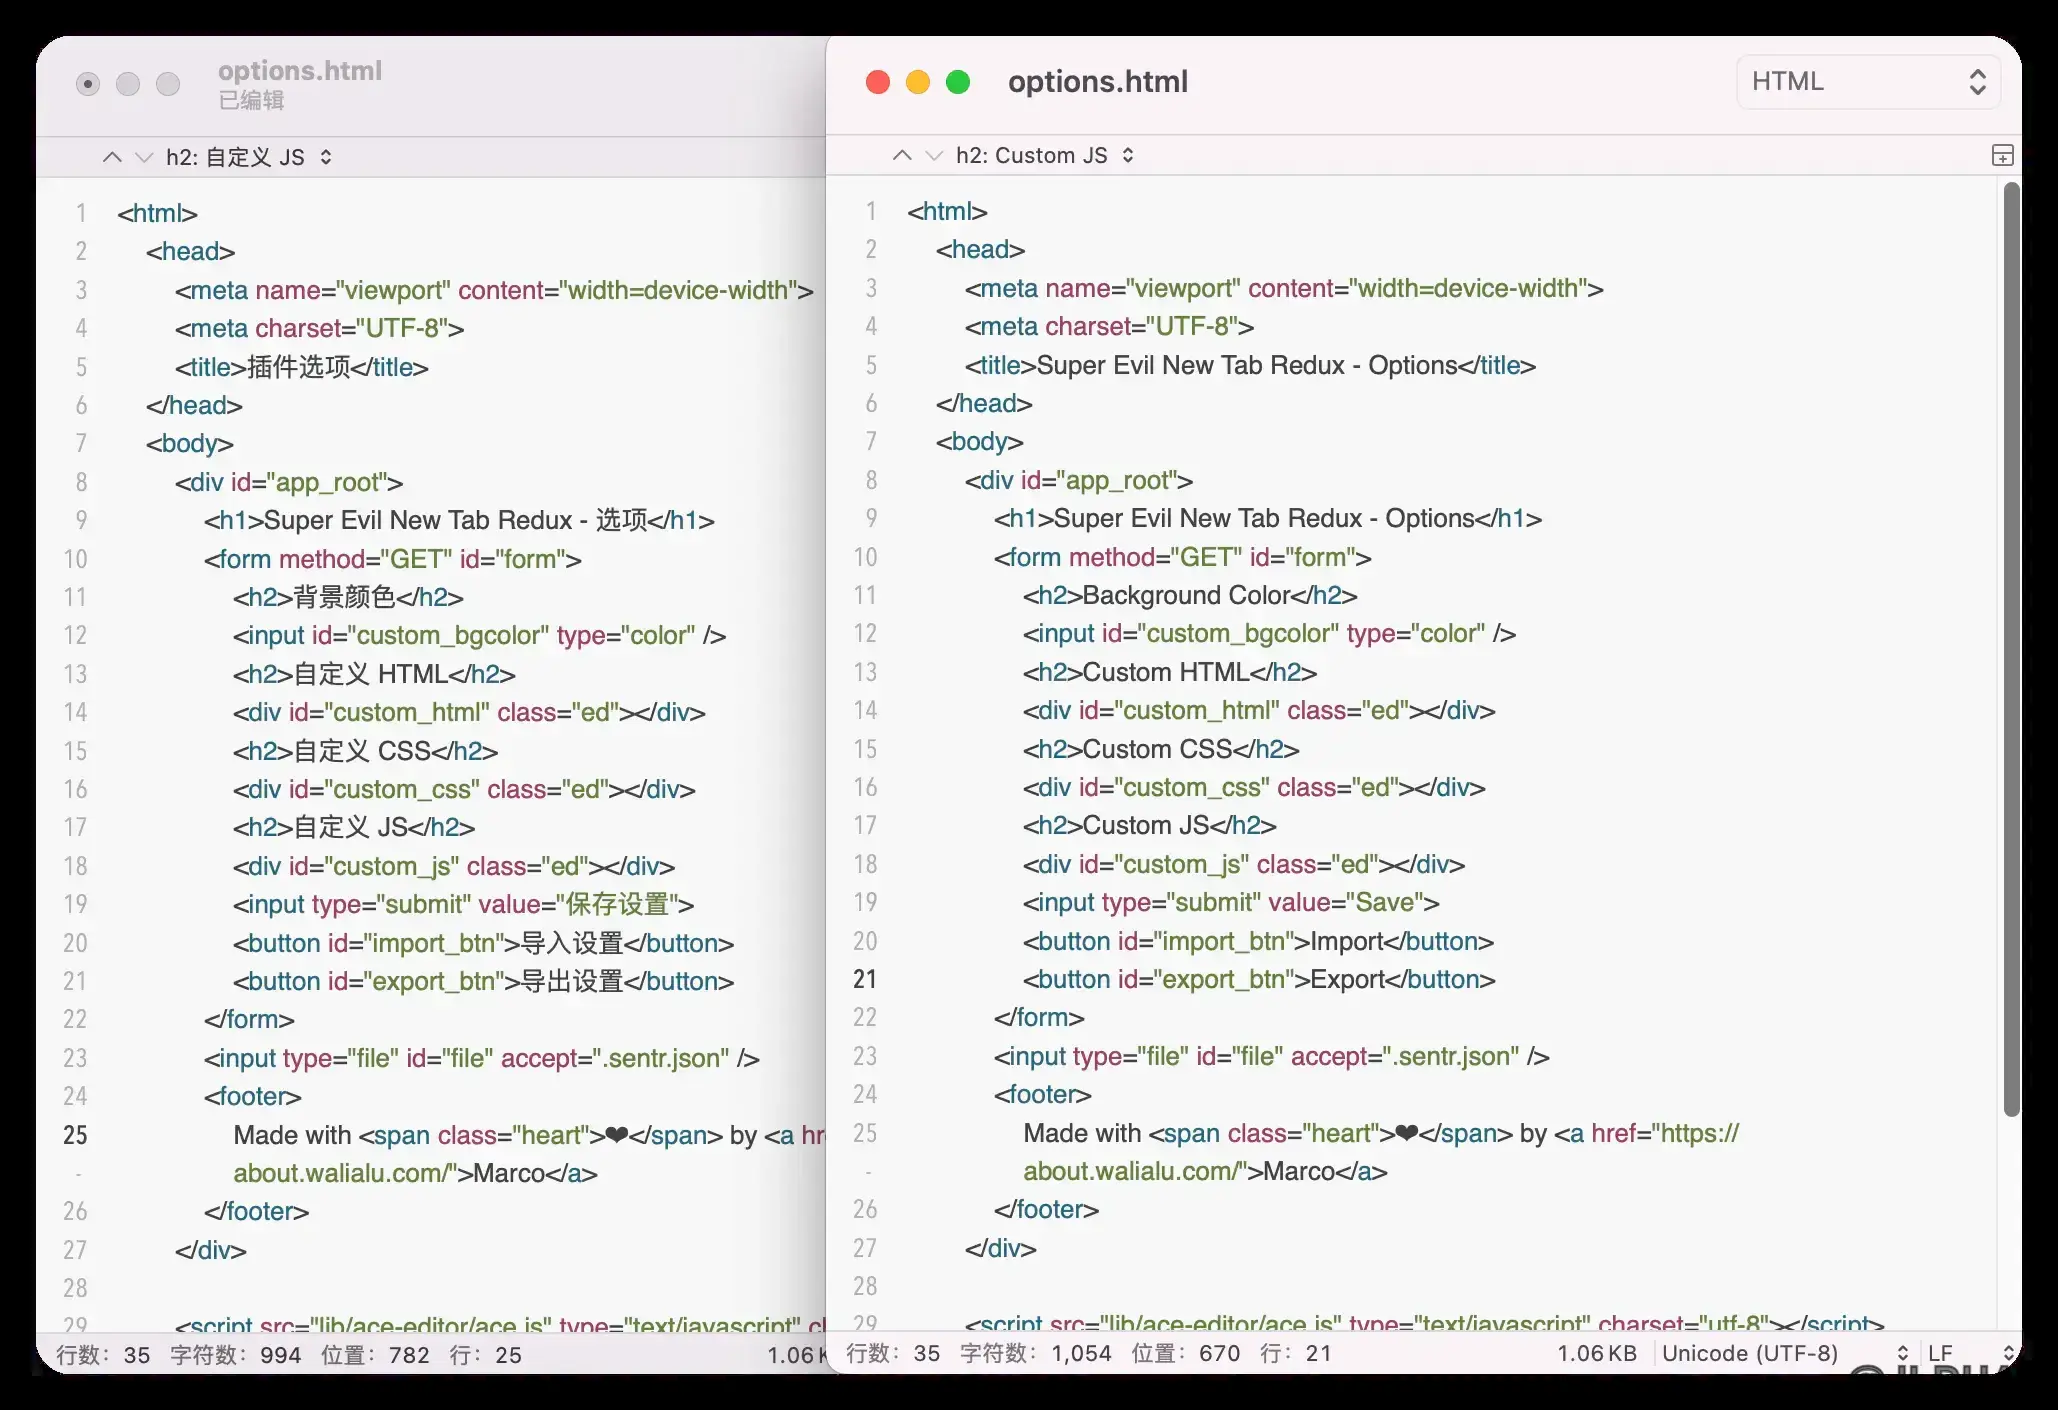 options.html
已编辑
h2: 自定义 JS
1 <html>
2 <head>
3 <meta name="viewport" content="width=device-width">
4 <meta charset="UTF-8">
5 <title>插件选项</title>
6 </head>
7 <body>
8 <div id="app_root">
9 <h1>Super Evil New Tab Redux - 选项</h1>
10 <form method="GET" id="form">
11 <h2>背景颜色</h2>
12 <input id="custom_bgcolor" type="color" />
13 <h2>自定义 HTML</h2>
14 <div id="custom_html" class="ed"></div>
15 <h2>自定义 CSS</h2>
16 <div id="custom_css" class="ed"></div>
17 <h2>自定义 JS</h2>
18 <div id="custom_js" class="ed"></div>
19 <input type="submit" value="保存设置">
20 <button id="import_btn">导入设置</button>
21 <button id="export_btn">导出设置</button>
22 </form>
23 <input type="file" id="file" accept=".sentr.json" />
24 <footer>
25 Made with <span class="heart">❤</span> by <a hr
- about.walialu.com/">Marco</a>
26 </footer>
27 </div>
28
29 <script src="lib/ace-editor/ace.js" type="text/javascript" ch
行数: 35 字符数: 994 位置: 782 行: 25 1.06K
options.html HTML
h2: Custom JS
1 <html>
2 <head>
3 <meta name="viewport" content="width=device-width">
4 <meta charset="UTF-8">
5 <title>Super Evil New Tab Redux - Options</title>
6 </head>
7 <body>
8 <div id="app_root">
9 <h1>Super Evil New Tab Redux - Options</h1>
10 <form method="GET" id="form">
11 <h2>Background Color</h2>
12 <input id="custom_bgcolor" type="color" />
13 <h2>Custom HTML</h2>
14 <div id="custom_html" class="ed"></div>
15 <h2>Custom CSS</h2>
16 <div id="custom_css" class="ed"></div>
17 <h2>Custom JS</h2>
18 <div id="custom_js" class="ed"></div>
19 <input type="submit" value="Save">
20 <button id="import_btn">Import</button>
21 <button id="export_btn">Export</button>
22 </form>
23 <input type="file" id="file" accept=".sentr.json" />
24 <footer>
25 Made with <span class="heart">❤</span> by <a href="https://
- about.walialu.com/">Marco</a>
26 </footer>
27 </div>
28
29 <script src="lib/ace-editor/ace.js" type="text/javascript" charset="utf-8"></script>
行数: 35 字符数: 1,054 位置: 670 行: 21 1.06 KB Unicode (UTF-8) LF